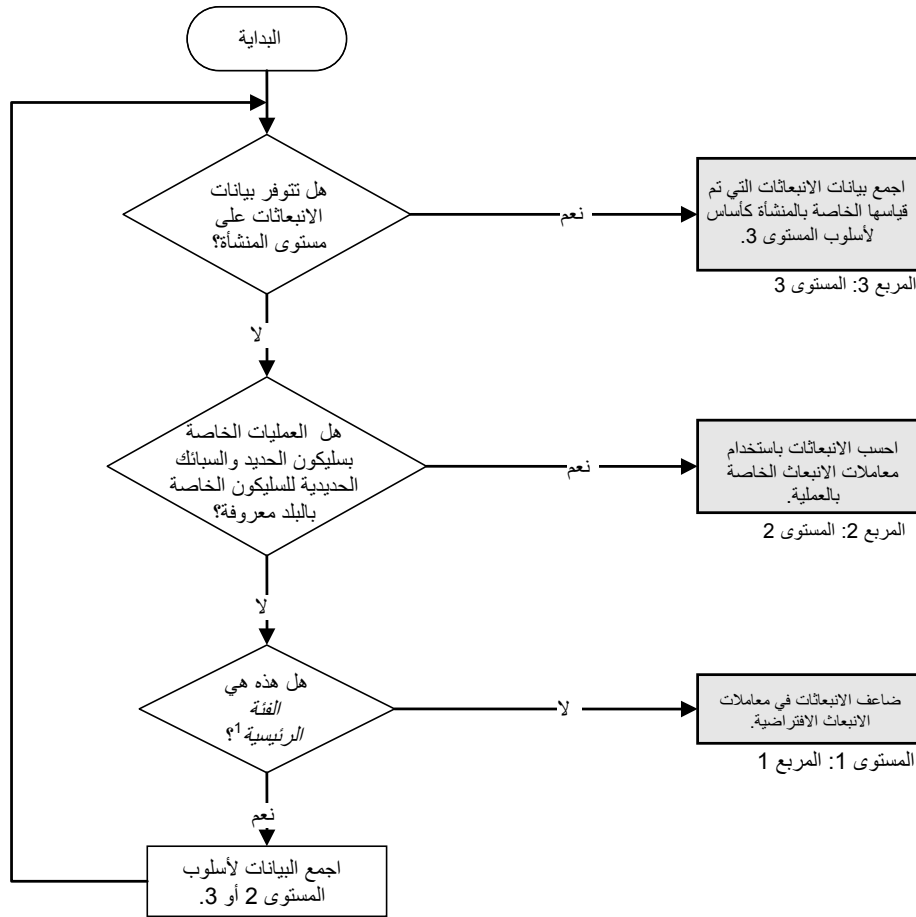 البداية
هل تتوفر بيانات
الانبعاثات على
مستوى المنشأة؟
نعم
اجمع بيانات الانبعاثات التي تم
قياسها الخاصة بالمنشأة كأساس
لأسلوب المستوى 3.
المربع 3: المستوى 3
لا
هل العمليات الخاصة
بسليكون الحديد والسبائك
الحديدية للسليكون الخاصة
بالبلد معروفة؟
نعم
احسب الانبعاثات باستخدام
معاملات الانبعاث الخاصة
بالعملية.
المربع 2: المستوى 2
لا
هل هذه هي
الفئة
الرئيسية1؟
لا
ضاعف الانبعاثات في معاملات
الانبعاث الافتراضية.
المستوى 1: المربع 1
نعم
اجمع البيانات لأسلوب
المستوى 2 أو 3.